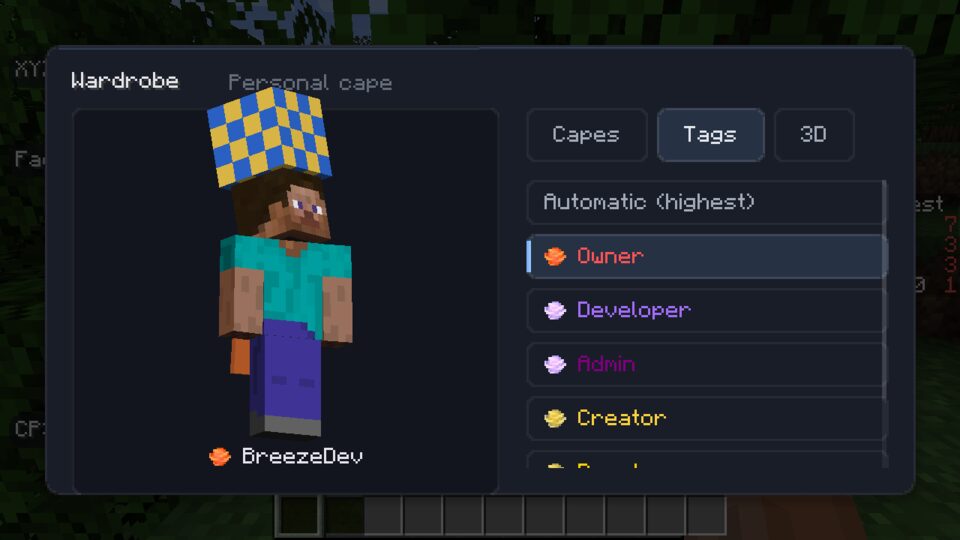 Wardrobe
Personal cape
Capes
Tags
3D
Automatic (highest)
Owner
Developer
Admin
Creator
BreezeDev